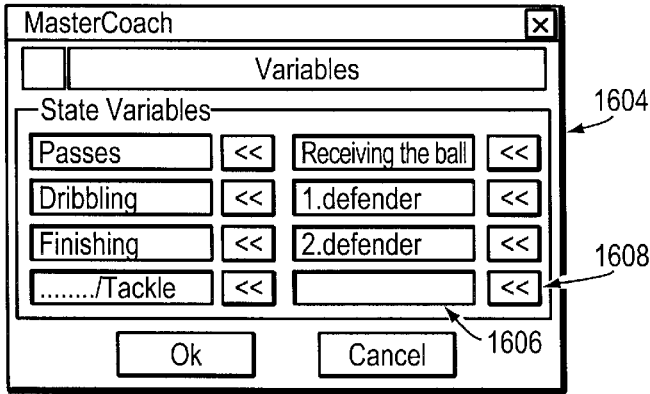 MasterCoach X
Variables
State Variables
1604
Passes << Receiving the ball <<
Dribbling << 1.defender <<
Finishing << 2.defender <<
......../Tackle << <<
1608
1606
Ok Cancel